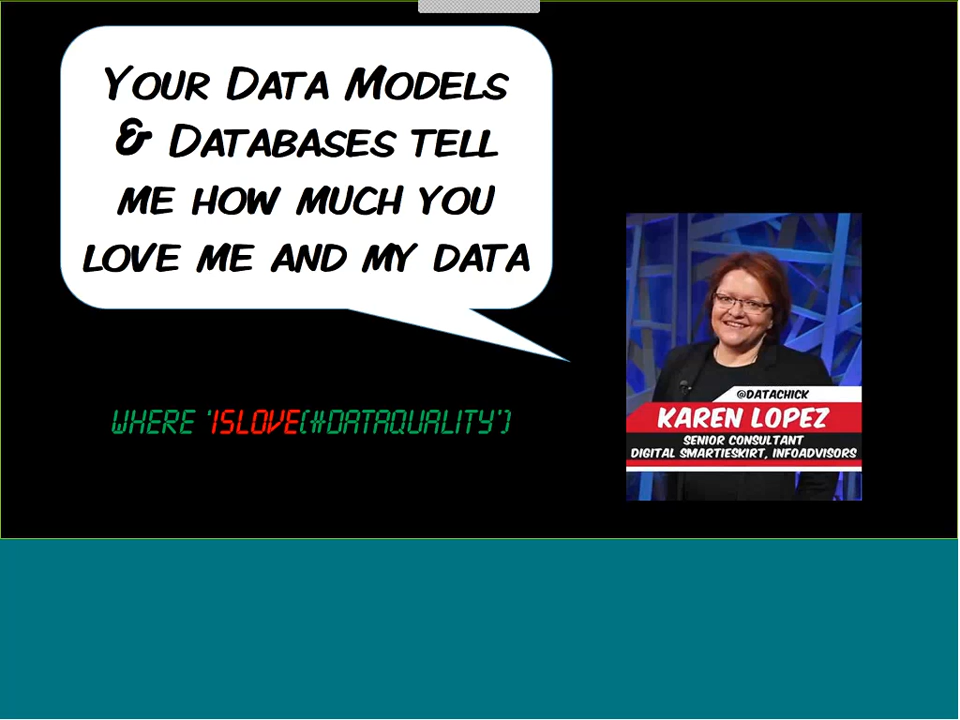 Your Data Models
& Databases tell
me how much you
love me and my data
WHERE 'ISLOVE(#DATAQUALITY')
@DATACHICK
KAREN LOPEZ
SENIOR CONSULTANT
DIGITAL SMARTIESKIRT, INFOADVISORS